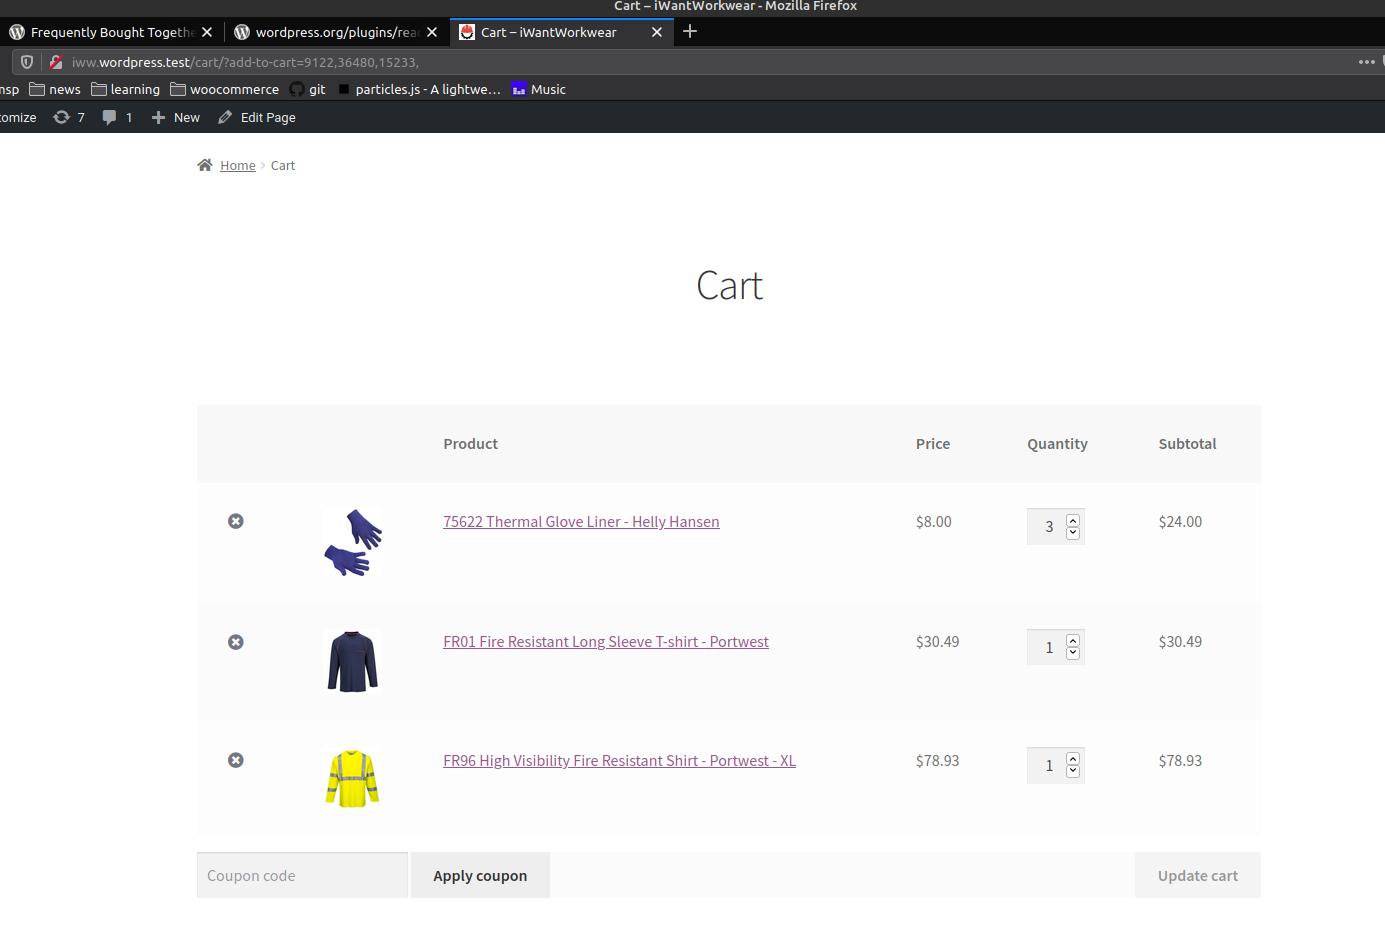 Cart – iWantWorkwear - Mozilla Firefox
Frequently Bought Togethe
wordpress.org/plugins/rea
Cart – iWantWorkwear
iww.wordpress.test/cart/?add-to-cart=9122,36480,15233,
msp news learning woocommerce git particles.js - A lightwe… Music
tomize 7 1 New Edit Page
Home > Cart
Cart
Product Price Quantity Subtotal
75622 Thermal Glove Liner - Helly Hansen $8.00 3 $24.00
FR01 Fire Resistant Long Sleeve T-shirt - Portwest $30.49 1 $30.49
FR96 High Visibility Fire Resistant Shirt - Portwest - XL $78.93 1 $78.93
Coupon code Apply coupon Update cart